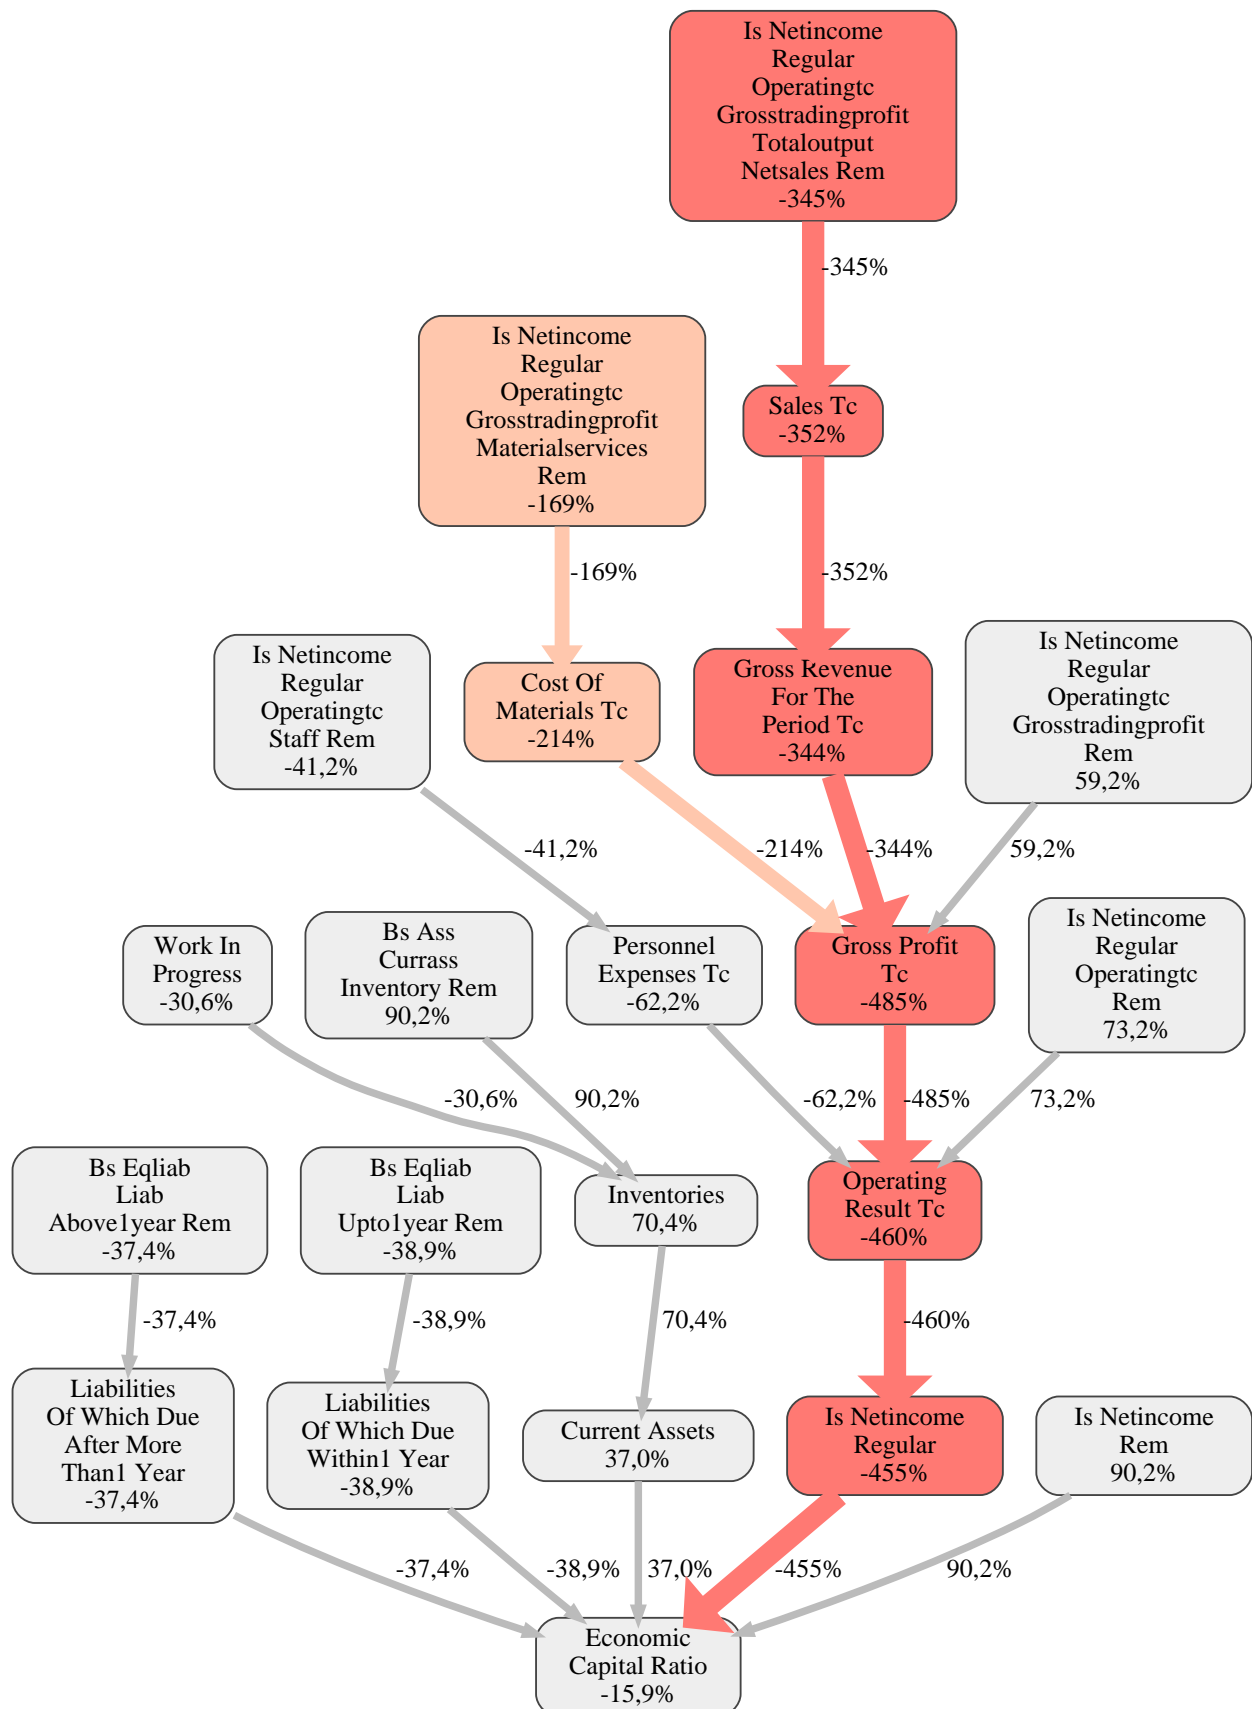 Is Netincome
Regular
Operatingtc
Grosstradingprofit
Totaloutput
Netsales Rem
-345%
-345%
Is Netincome
Regular
Operatingtc
Grosstradingprofit
Materialservices
Rem
-169%
Sales Tc
-352%
-169%
-352%
Is Netincome
Regular
Operatingtc
Staff Rem
-41,2%
Cost Of
Materials Tc
-214%
Gross Revenue
For The
Period Tc
-344%
Is Netincome
Regular
Operatingtc
Grosstradingprofit
Rem
59,2%
-41,2%
-214%
-344%
59,2%
Work In
Progress
-30,6%
Bs Ass
Currass
Inventory Rem
90,2%
Personnel
Expenses Tc
-62,2%
Gross Profit
Tc
-485%
Is Netincome
Regular
Operatingtc
Rem
73,2%
-30,6%
90,2%
-62,2%
-485%
73,2%
Bs Eqliab
Liab
Above1year Rem
-37,4%
Bs Eqliab
Liab
Upto1year Rem
-38,9%
Inventories
70,4%
Operating
Result Tc
-460%
-37,4%
-38,9%
70,4%
-460%
Liabilities
Of Which Due
After More
Than1 Year
-37,4%
Liabilities
Of Which Due
Within1 Year
-38,9%
Current Assets
37,0%
Is Netincome
Regular
-455%
Is Netincome
Rem
90,2%
-37,4%
-38,9%
37,0%
-455%
90,2%
Economic
Capital Ratio
-15,9%